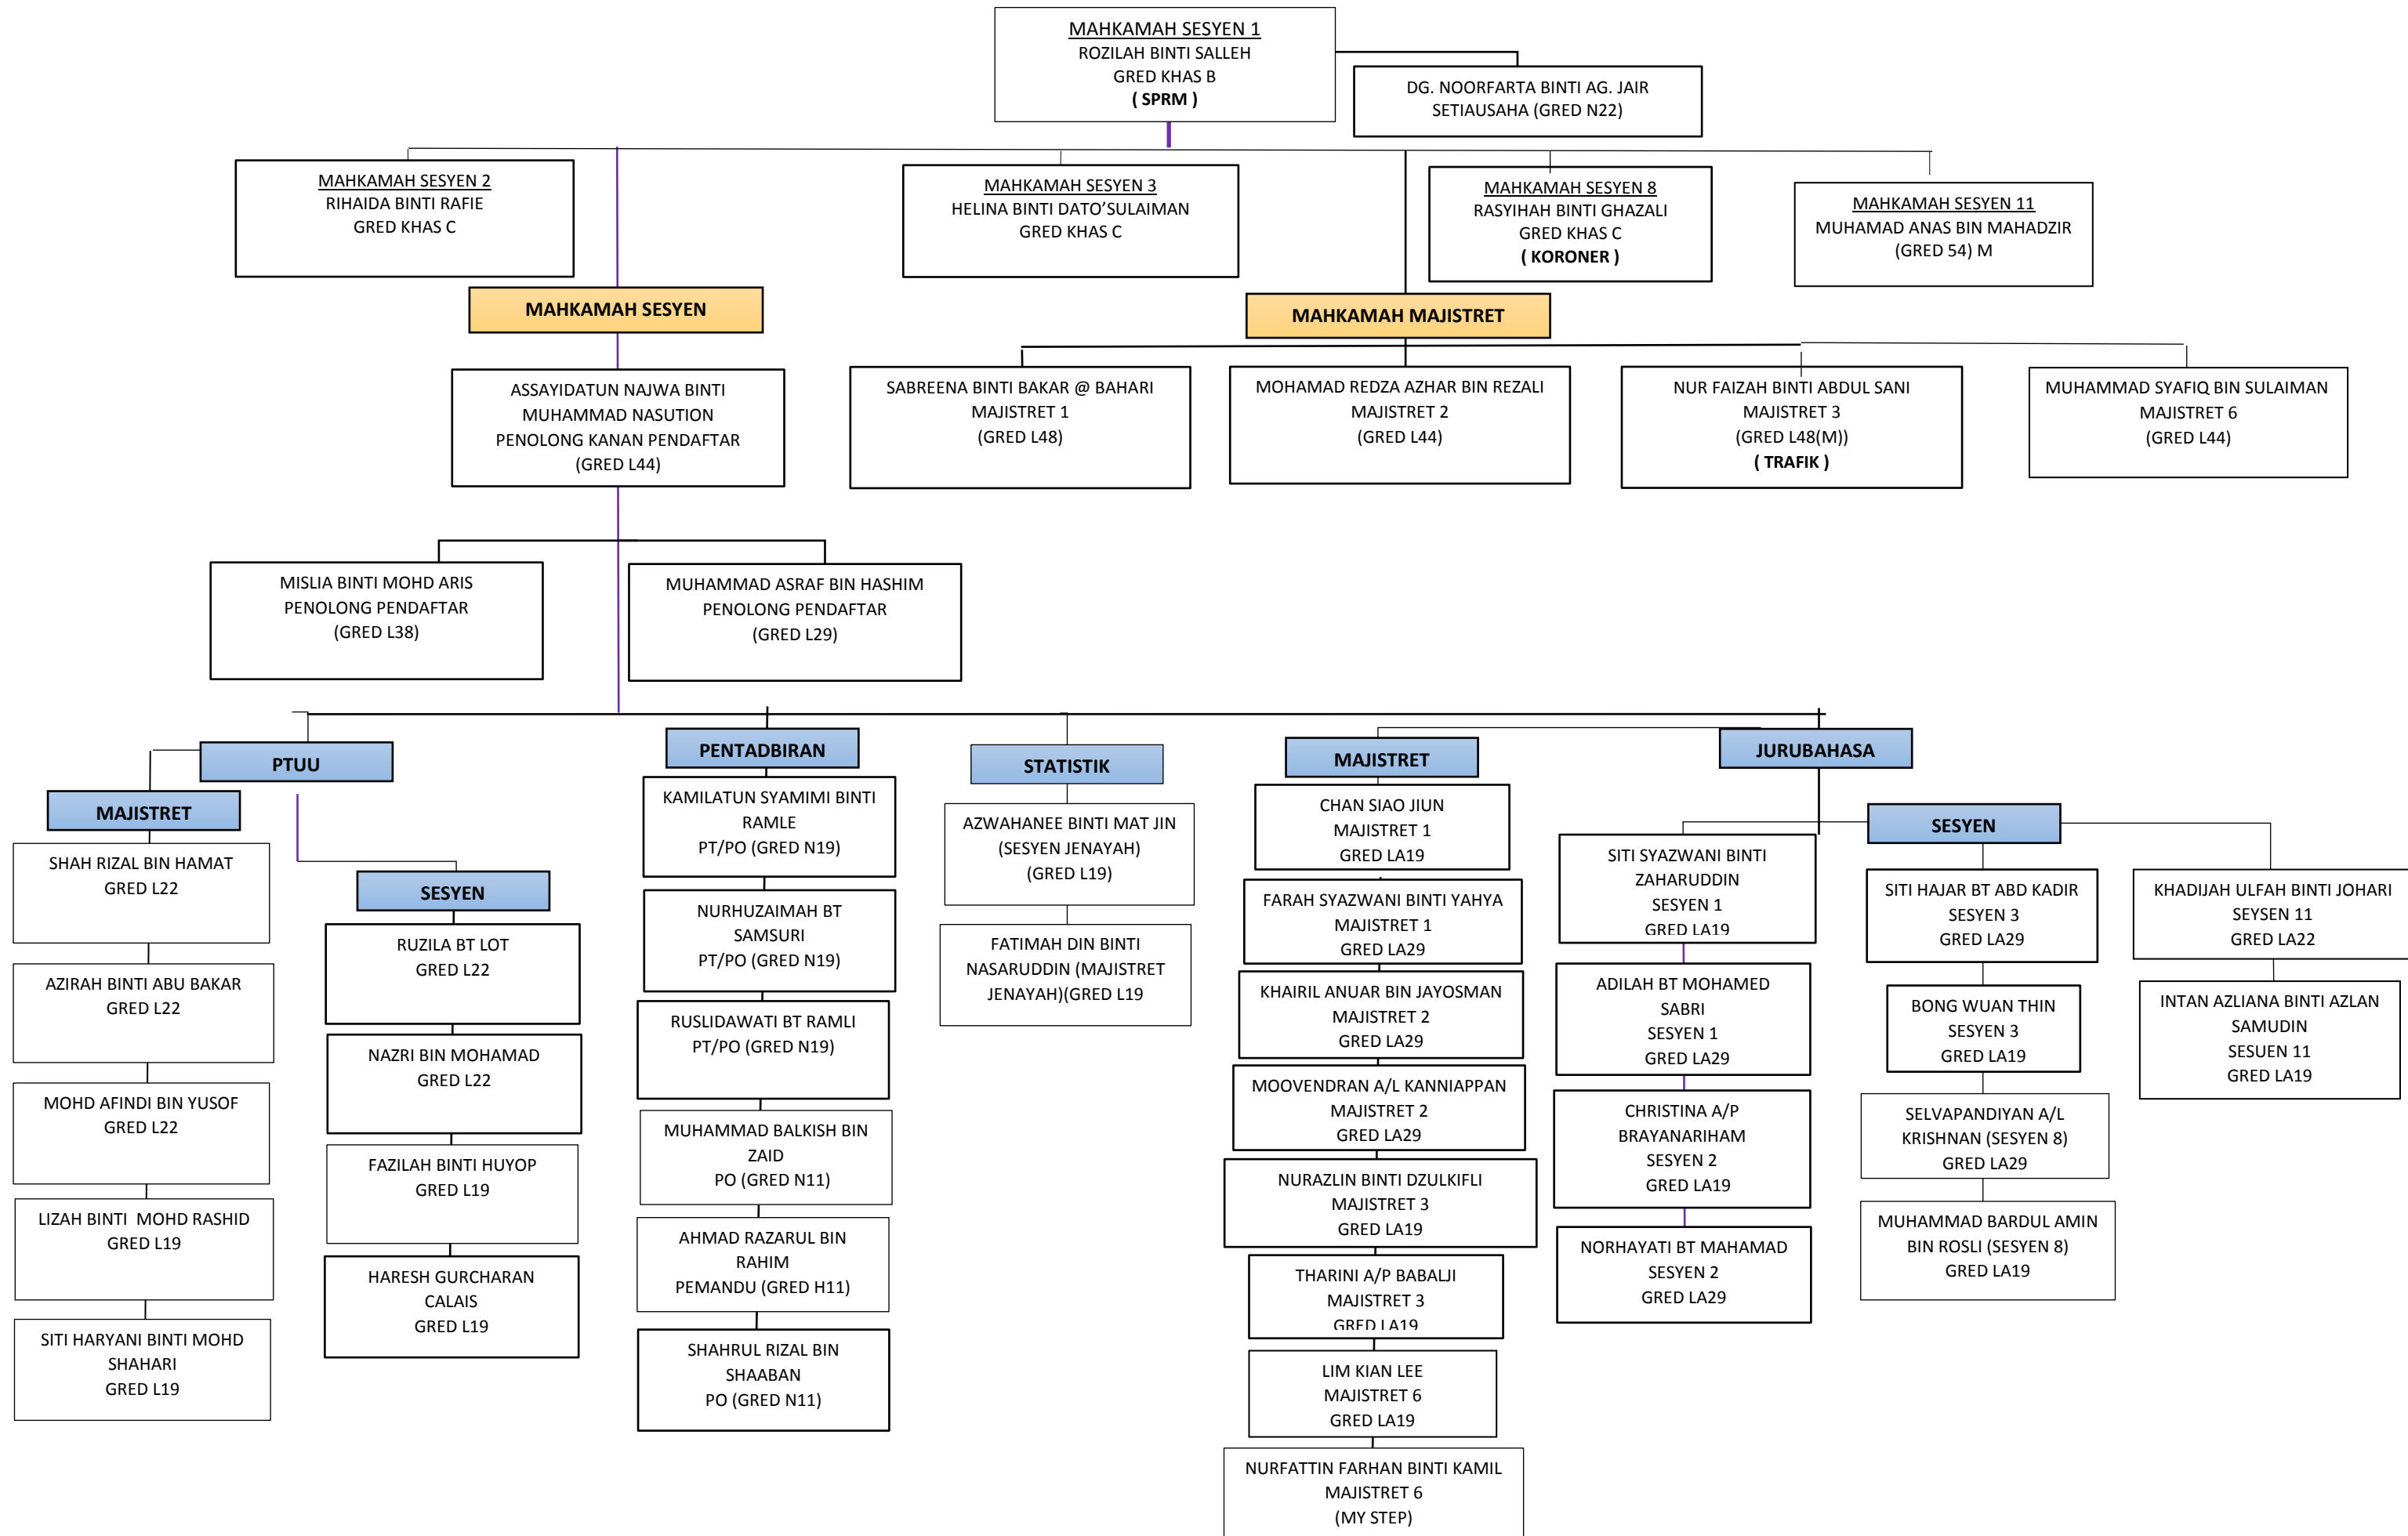 MAHKAMAH SESYEN 1
ROZILAH BINTI SALLEH
GRED KHAS B
( SPRM )
DG. NOORFARTA BINTI AG. JAIR
SETIAUSAHA (GRED N22)
MAHKAMAH SESYEN 2
RIHAIDA BINTI RAFIE
GRED KHAS C
MAHKAMAH SESYEN 3
HELINA BINTI DATO’SULAIMAN
GRED KHAS C
MAHKAMAH SESYEN 8
RASYIHAH BINTI GHAZALI
GRED KHAS C
( KORONER )
MAHKAMAH SESYEN 11
MUHAMAD ANAS BIN MAHADZIR
(GRED 54) M
MAHKAMAH SESYEN
MAHKAMAH MAJISTRET
ASSAYIDATUN NAJWA BINTI
MUHAMMAD NASUTION
PENOLONG KANAN PENDAFTAR
(GRED L44)
SABREENA BINTI BAKAR @ BAHARI
MAJISTRET 1
(GRED L48)
MOHAMAD REDZA AZHAR BIN REZALI
MAJISTRET 2
(GRED L44)
NUR FAIZAH BINTI ABDUL SANI
MAJISTRET 3
(GRED L48(M))
( TRAFIK )
MUHAMMAD SYAFIQ BIN SULAIMAN
MAJISTRET 6
(GRED L44)
MISLIA BINTI MOHD ARIS
PENOLONG PENDAFTAR
(GRED L38)
MUHAMMAD ASRAF BIN HASHIM
PENOLONG PENDAFTAR
(GRED L29)
PTUU
MAJISTRET
SHAH RIZAL BIN HAMAT
GRED L22
AZIRAH BINTI ABU BAKAR
GRED L22
MOHD AFINDI BIN YUSOF
GRED L22
LIZAH BINTI  MOHD RASHID
GRED L19
SITI HARYANI BINTI MOHD
SHAHARI
GRED L19
SESYEN
RUZILA BT LOT
GRED L22
NAZRI BIN MOHAMAD
GRED L22
FAZILAH BINTI HUYOP
GRED L19
HARESH GURCHARAN
CALAIS
GRED L19
PENTADBIRAN
KAMILATUN SYAMIMI BINTI
RAMLE
PT/PO (GRED N19)
NURHUZAIMAH BT
SAMSURI
PT/PO (GRED N19)
RUSLIDAWATI BT RAMLI
PT/PO (GRED N19)
MUHAMMAD BALKISH BIN
ZAID
PO (GRED N11)
AHMAD RAZARUL BIN
RAHIM
PEMANDU (GRED H11)
SHAHRUL RIZAL BIN
SHAABAN
PO (GRED N11)
STATISTIK
AZWAHANEE BINTI MAT JIN
(SESYEN JENAYAH)
(GRED L19)
FATIMAH DIN BINTI
NASARUDDIN (MAJISTRET
JENAYAH)(GRED L19
MAJISTRET
CHAN SIAO JIUN
MAJISTRET 1
GRED LA19
FARAH SYAZWANI BINTI YAHYA
MAJISTRET 1
GRED LA29
KHAIRIL ANUAR BIN JAYOSMAN
MAJISTRET 2
GRED LA29
MOOVENDRAN A/L KANNIAPPAN
MAJISTRET 2
GRED LA29
NURAZLIN BINTI DZULKIFLI
MAJISTRET 3
GRED LA19
THARINI A/P BABALJI
MAJISTRET 3
GRED LA19
LIM KIAN LEE
MAJISTRET 6
GRED LA19
NURFATTIN FARHAN BINTI KAMIL
MAJISTRET 6
(MY STEP)
JURUBAHASA
SESYEN
SITI SYAZWANI BINTI
ZAHARUDDIN
SESYEN 1
GRED LA19
ADILAH BT MOHAMED
SABRI
SESYEN 1
GRED LA29
CHRISTINA A/P
BRAYANARIHAM
SESYEN 2
GRED LA19
NORHAYATI BT MAHAMAD
SESYEN 2
GRED LA29
SITI HAJAR BT ABD KADIR
SESYEN 3
GRED LA29
BONG WUAN THIN
SESYEN 3
GRED LA19
SELVAPANDIYAN A/L
KRISHNAN (SESYEN 8)
GRED LA29
MUHAMMAD BARDUL AMIN
BIN ROSLI (SESYEN 8)
GRED LA19
KHADIJAH ULFAH BINTI JOHARI
SEYSEN 11
GRED LA22
INTAN AZLIANA BINTI AZLAN
SAMUDIN
SESUEN 11
GRED LA19